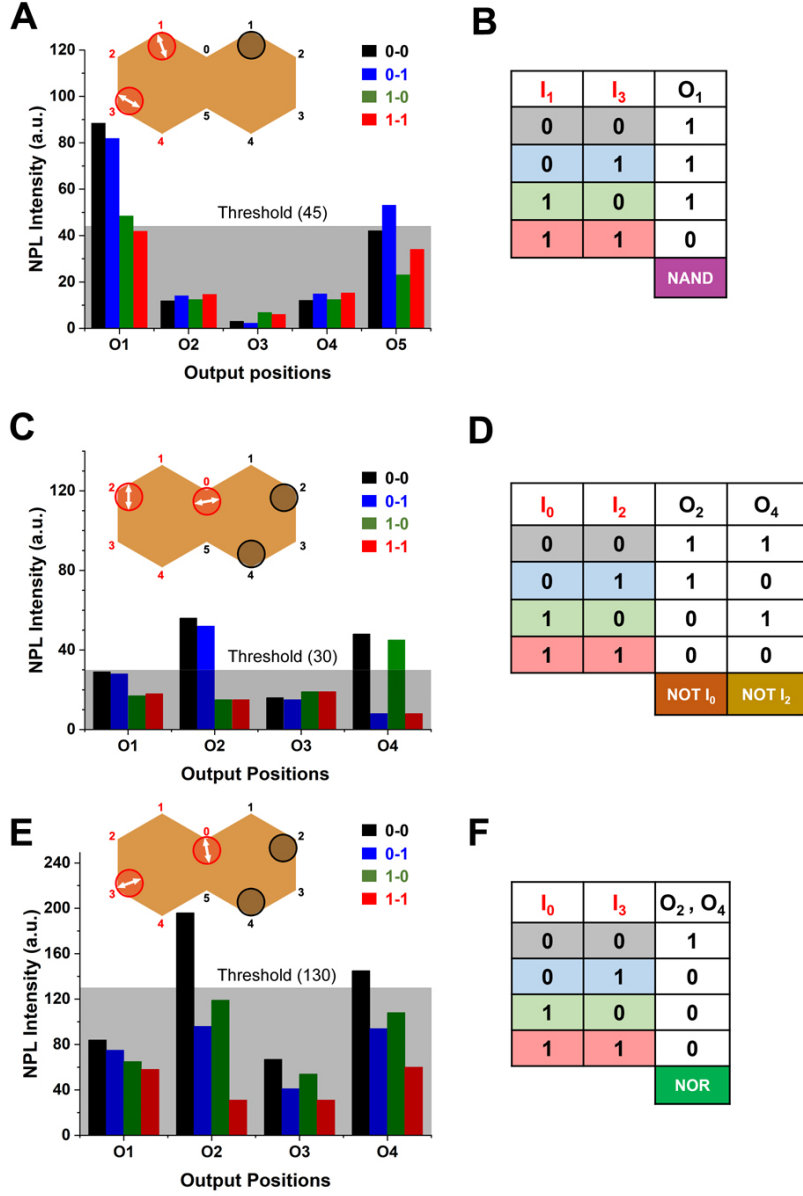 A
120
100
80
60
40
20
0
NPL Intensity (a.u.)
1
2
3
4
0
5
1
2
3
4
0-0
0-1
1-0
1-1
Threshold (45)
O1 O2 O3 O4 O5
Output positions
B
I1 I3 O1
0 0 1
0 1 1
1 0 1
1 1 0
NAND
C
120
80
40
0
NPL Intensity (a.u.)
1
2
3
4
0
5
1
2
3
4
0-0
0-1
1-0
1-1
Threshold (30)
O1 O2 O3 O4
Output Positions
D
I0 I2 O2 O4
0 0 1 1
0 1 1 0
1 0 0 1
1 1 0 0
NOT I0 NOT I2
E
240
200
160
120
80
40
0
NPL Intensity (a.u.)
1
2
3
4
0
5
1
2
3
4
0-0
0-1
1-0
1-1
Threshold (130)
O1 O2 O3 O4
Output Positions
F
I0 I3 O2 , O4
0 0 1
0 1 0
1 0 0
1 1 0
NOR